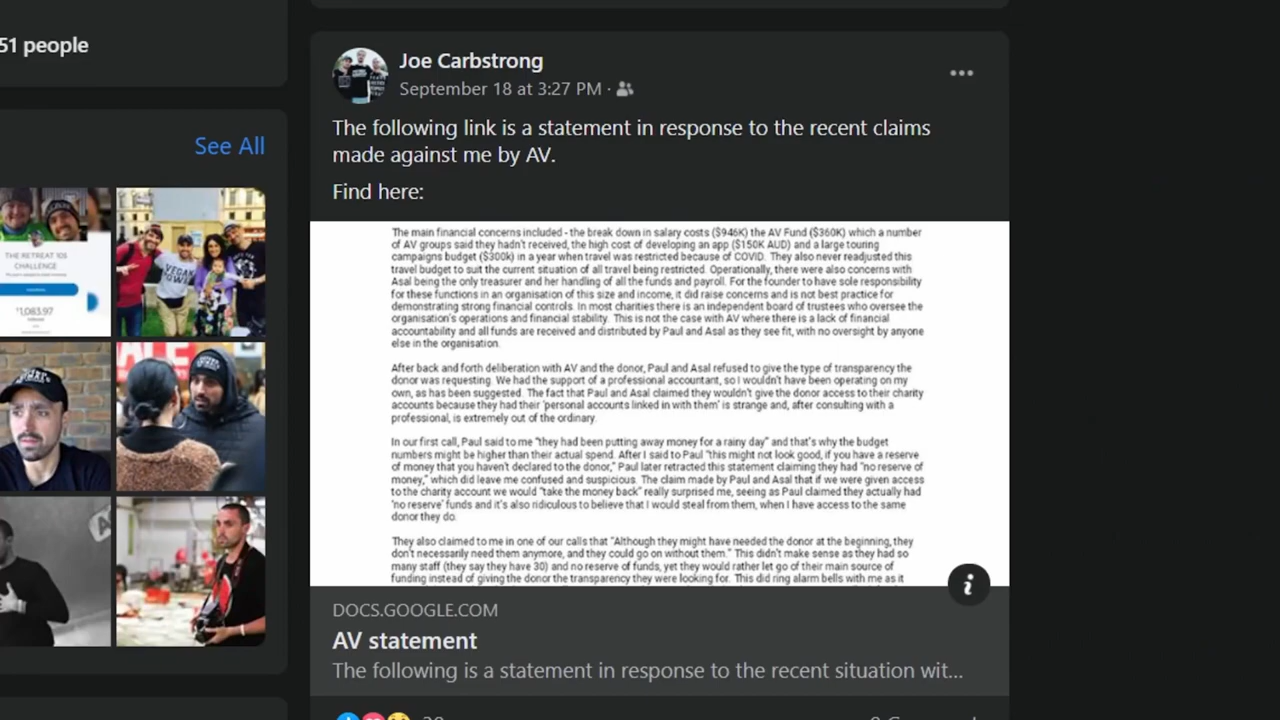 51 people
See All
THE RETREAT 10$
CHALLENGE
Joe Carbstrong
September 18 at 3:27 PM ·
The following link is a statement in response to the recent claims
made against me by AV.
Find here:
The main financial concerns included - the break down in salary costs ($946K) the AV Fund ($360K) which a number
of AV groups said they hadn't received, the high cost of developing an app ($150K AUD) and a large touring
campaigns budget ($300k) in a year when travel was restricted because of COVID. They also never readjusted this
travel budget to suit the current situation of all travel being restricted. Operationally, there were also concerns with
Asal being the only treasurer and her handling of all the funds and payroll. For the founder to have sole responsibility
for these functions in an organisation of this size and income, it did raise concerns and is not best practice for
demonstrating strong financial controls. In most charities there is an independent board of trustees who oversee the
organisation's operations and financial stability. This is not the case with AV where there is a lack of financial
accountability and all funds are received and distributed by Paul and Asal as they see fit, with no oversight by anyone
else in the organisation.
After back and forth deliberation with AV and the donor, Paul and Asal refused to give the type of transparency the
donor was requesting. We had the support of a professional accountant, so I wouldn't have been operating on my
own, as has been suggested. The fact that Paul and Asal claimed they wouldn't give the donor access to their charity
accounts because they had their 'personal accounts linked in with them' is strange and, after consulting with a
professional, is extremely out of the ordinary.
In our first call, Paul said to me "they had been putting away money for a rainy day" and that's why the budget
numbers might be higher than their actual spend. After I said to Paul "this might not look good, if you have a reserve
of money that you haven't declared to the donor," Paul later retracted this statement claiming they had "no reserve of
money," which did leave me confused and suspicious. The claim made by Paul and Asal that if we were given access
to the charity account we would "take the money back" really surprised me, seeing as Paul claimed they actually had
'no reserve' funds and it's also ridiculous to believe that I would steal from them, when I have access to the same
donor they do.
They also claimed to me in one of our calls that "Although they might have needed the donor at the beginning, they
don't necessarily need them anymore, and they could go on without them." This didn't make sense as they had so
many staff (they say they have 30) and no reserve of funds, yet they would rather let go of their main source of
funding instead of giving the donor the transparency they were looking for. This did ring alarm bells with me as it
DOCS.GOOGLE.COM
AV statement
The following is a statement in response to the recent situation wit...